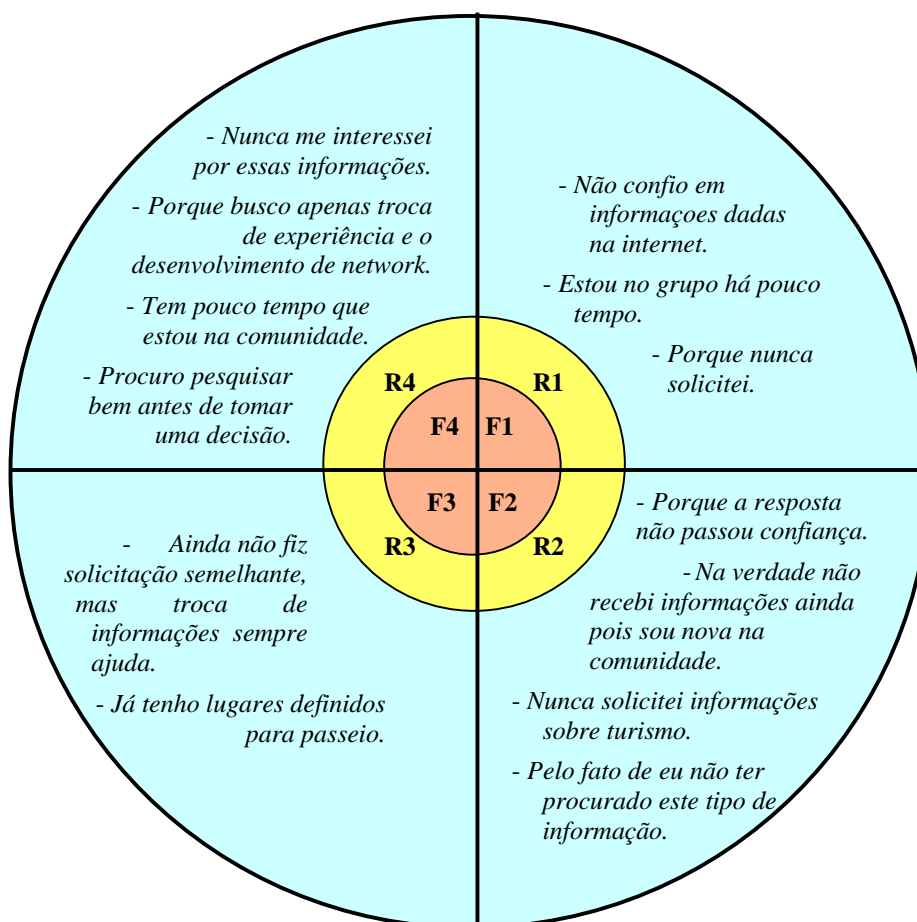 - Nunca me interessei
por essas informações.
- Porque busco apenas troca
de experiência e o
desenvolvimento de network.
- Tem pouco tempo que
estou na comunidade.
- Procuro pesquisar
bem antes de tomar
uma decisão.
- Não confio em
informaçoes dadas
na internet.
- Estou no grupo há pouco
tempo.
- Porque nunca
solicitei.
R4
R1
F4
F1
F3
F2
R3
R2
- Ainda não fiz
solicitação semelhante,
mas troca de
informações sempre
ajuda.
- Já tenho lugares definidos
para passeio.
- Porque a resposta
não passou confiança.
- Na verdade não
recebi informações ainda
pois sou nova na
comunidade.
- Nunca solicitei informações
sobre turismo.
- Pelo fato de eu não ter
procurado este tipo de
informação.